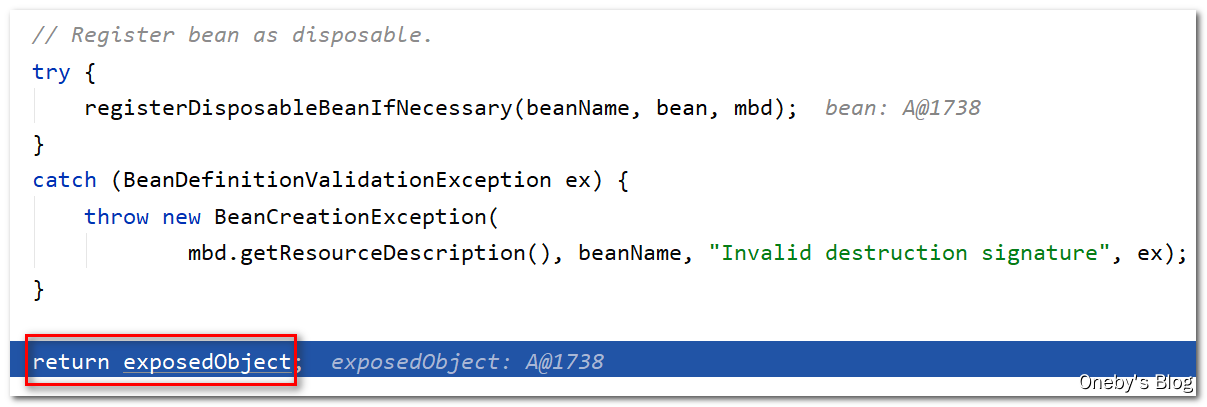 // Register bean as disposable.
try {
registerDisposableBeanIfNecessary(beanName, bean, mbd);  bean: A@1738
}
catch (BeanDefinitionValidationException ex) {
throw new BeanCreationException(
mbd.getResourceDescription(), beanName, "Invalid destruction signature", ex);
}
return exposedObject;  exposedObject: A@1738
Oneby's Blog